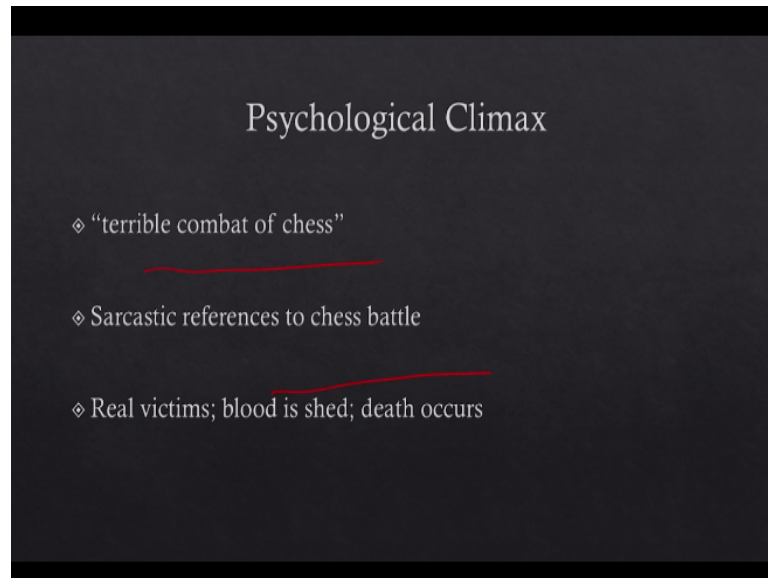 Psychological Climax
“terrible combat of chess”
Sarcastic references to chess battle
Real victims; blood is shed; death occurs